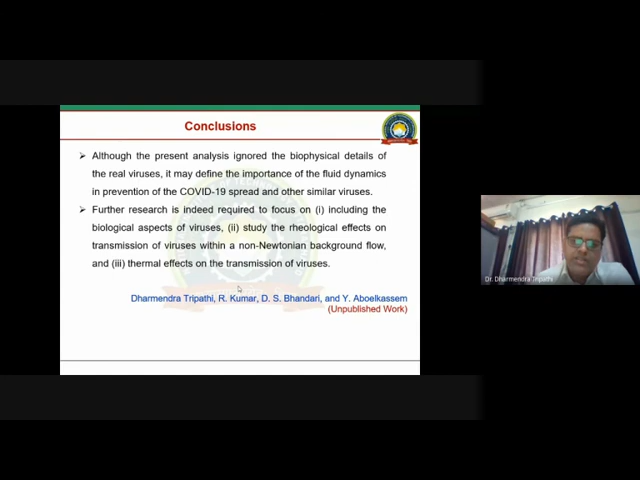 Conclusions
➢ Although the present analysis ignored the biophysical details of
the real viruses, it may define the importance of the fluid dynamics
in prevention of the COVID-19 spread and other similar viruses.
➢ Further research is indeed required to focus on (i) including the
biological aspects of viruses, (ii) study the rheological effects on
transmission of viruses within a non-Newtonian background flow,
and (iii) thermal effects on the transmission of viruses.
Dharmendra Tripathi, R. Kumar, D. S. Bhandari, and Y. Aboelkassem
(Unpublished Work)
Dr. Dharmendra Tripathi